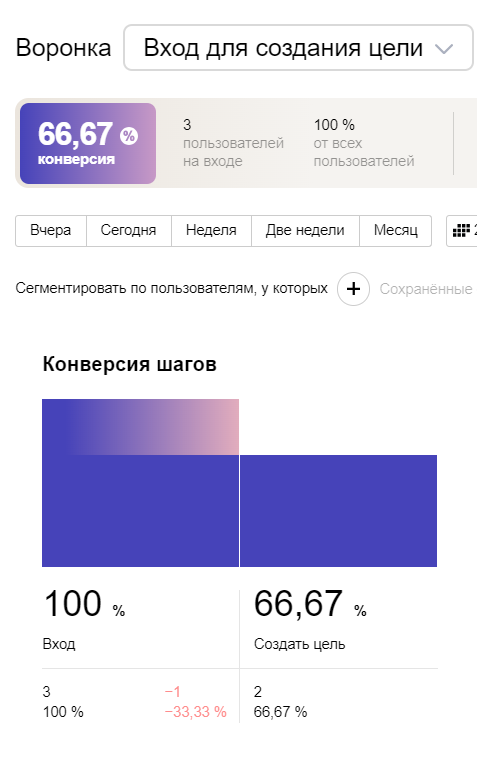 Воронка Вход для создания цели
66,67 %
конверсия
3
пользователей
на входе
100 %
от всех
пользователей
Вчера Сегодня Неделя Две недели Месяц 2
Сегментировать по пользователям, у которых + Сохранённые
Конверсия шагов
100 %
Вход
66,67 %
Создать цель
3 −1
100 % −33,33 %
2
66,67 %